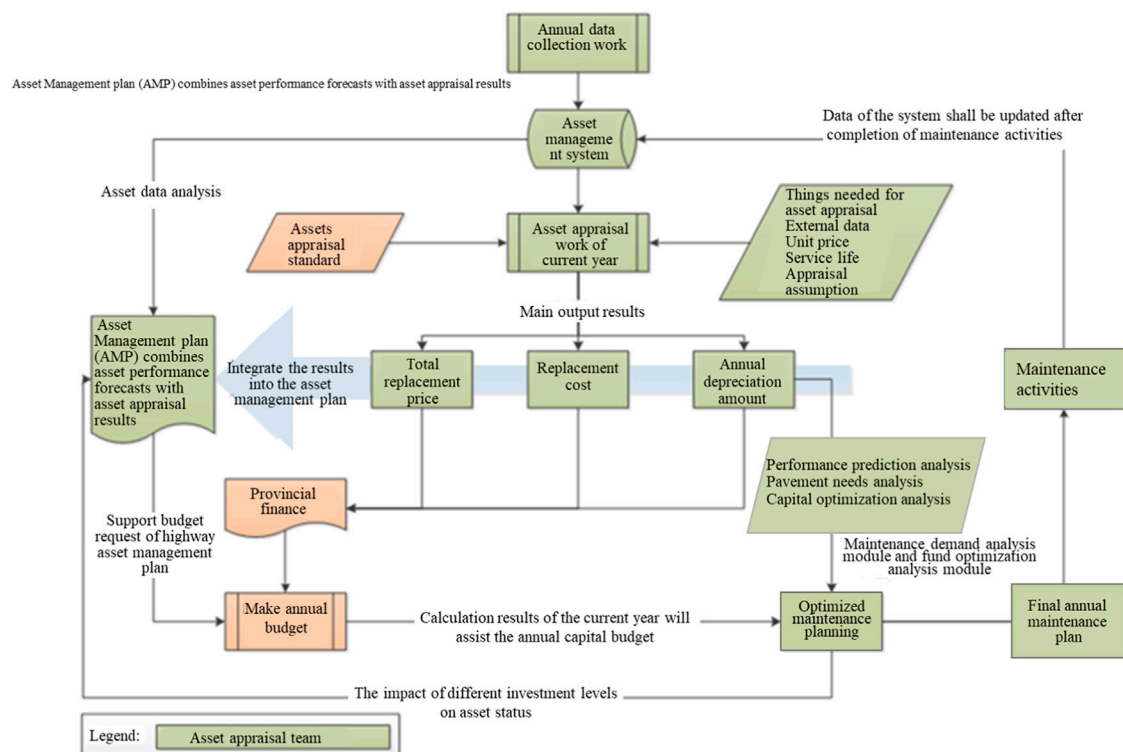 Annual data
collection work
Asset Management plan (AMP) combines asset performance forecasts with asset appraisal results
Data of the system shall be updated after
completion of maintenance activities
Asset
manageme
nt system
Asset data analysis
Things needed for
asset appraisal
External data
Unit price
Service life
Appraisal
assumption
Assets
appraisal
standard
Asset appraisal
work of
current year
Main output results
Asset
Management plan
(AMP) combines
asset performance
forecasts with
asset appraisal
results
Integrate the results
into the asset
management plan
Total
replacement
price
Replacement
cost
Annual
depreciation
amount
Maintenance
activities
Performance prediction analysis
Pavement needs analysis
Capital optimization analysis
Provincial
finance
Support budget
request of highway
asset management
plan
Maintenance demand analysis
module and fund optimization
analysis module
Make annual
budget
Calculation results of the current year will
assist the annual capital budget
Optimized
maintenance
planning
Final annual
maintenance
plan
The impact of different investment levels
on asset status
Legend:
Asset appraisal team